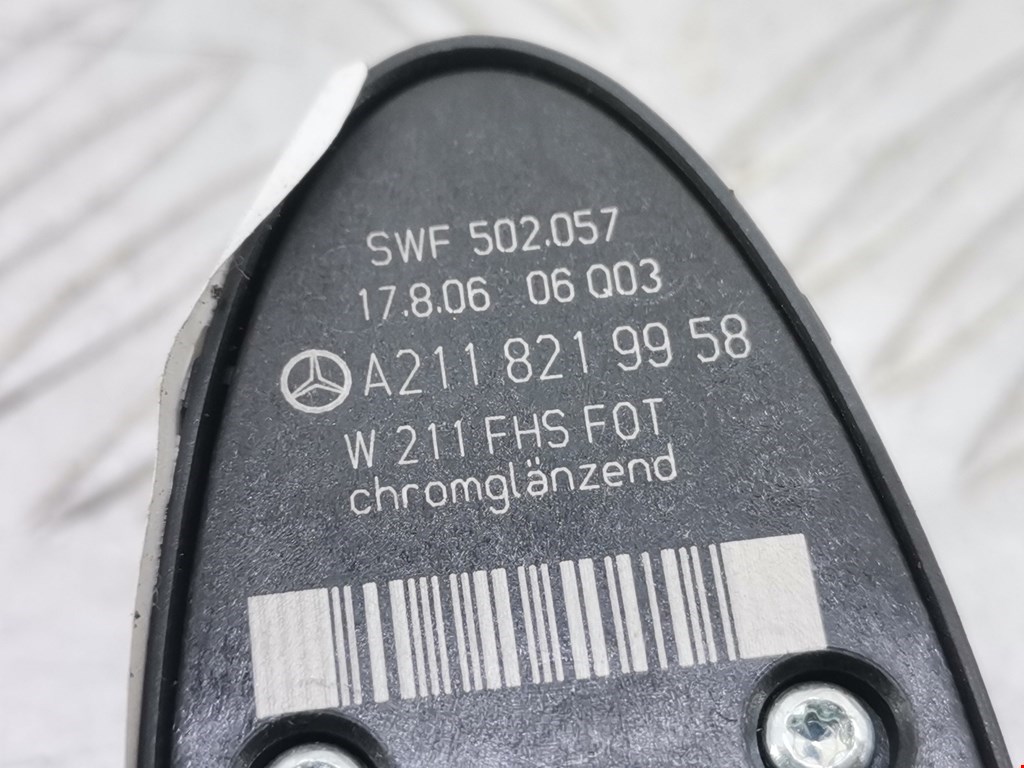 SWF 502.057
17.8.06 06 Q03
A211 821 99 58
W 211 FHS FOT
chromglänzend